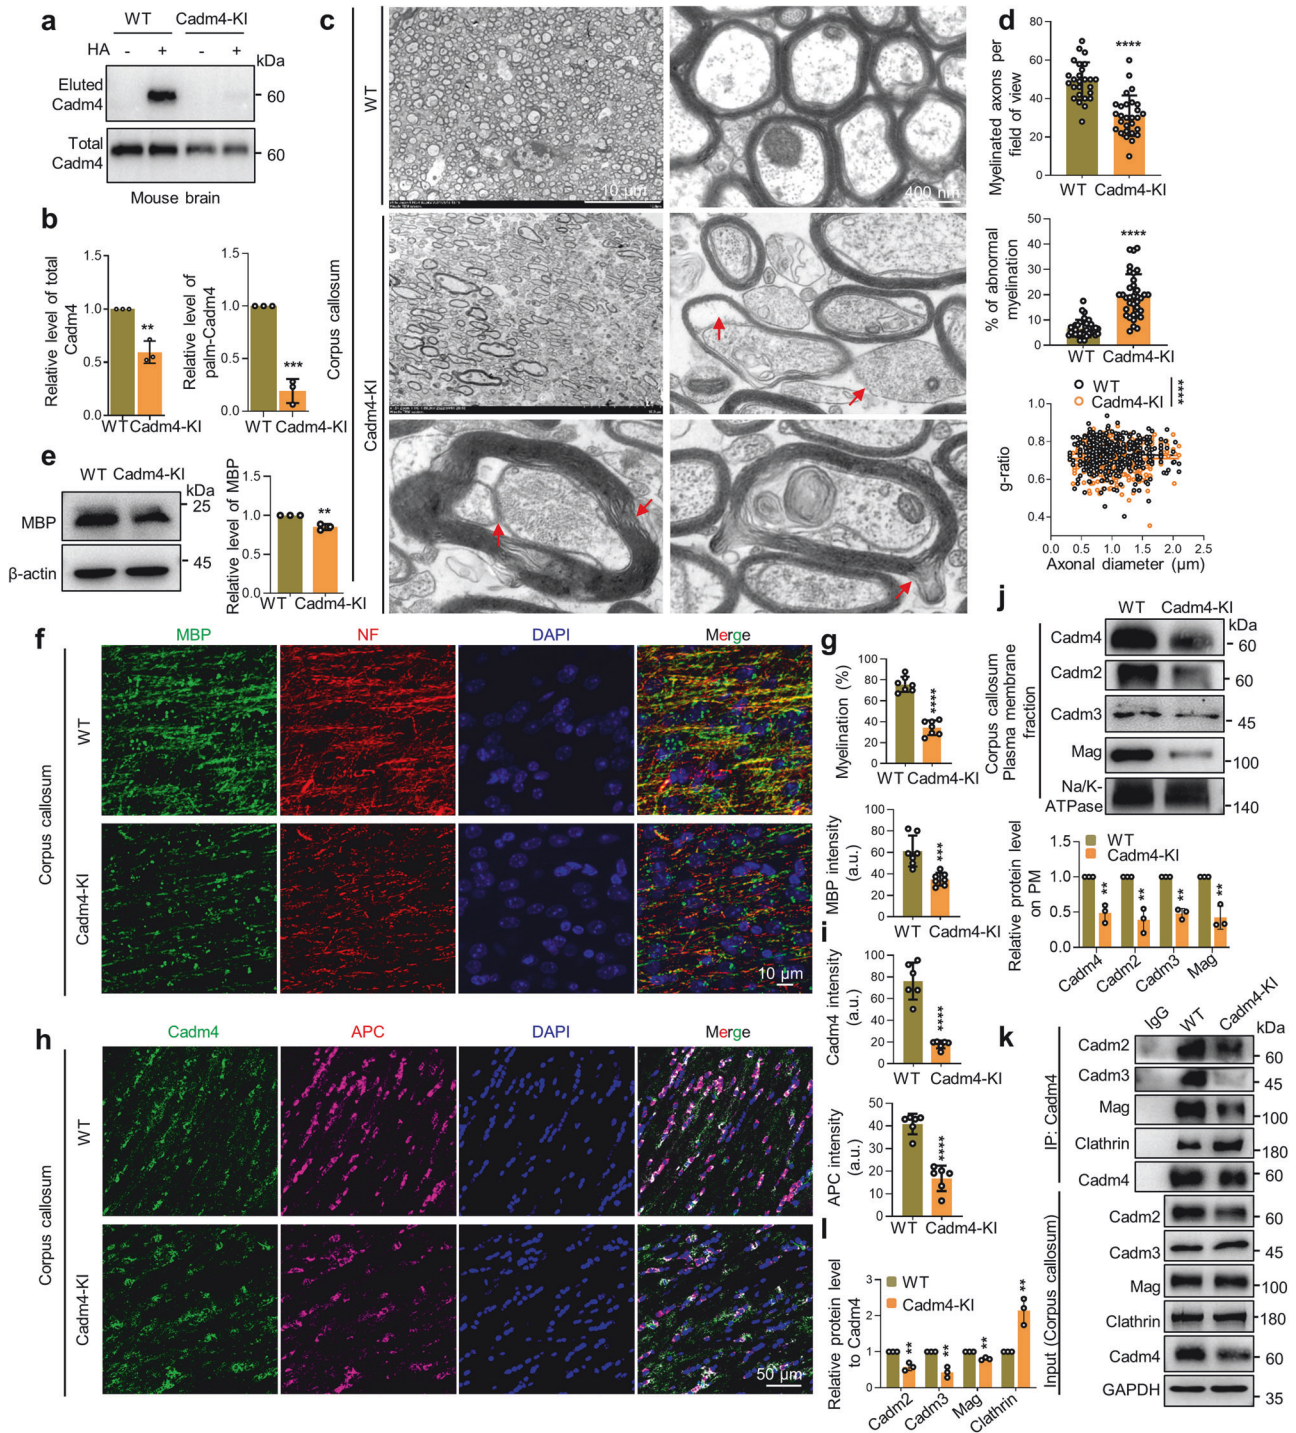 a
WT Cadm4-KI
HA - + - + kDa
Eluted
Cadm4
60
Total
Cadm4
60
Mouse brain
b
Relative level of total
Cadm4
1.5
1.0
0.5
0.0
**
WT Cadm4-KI
Relative level of
palm-Cadm4
1.5
1.0
0.5
0.0
***
WT Cadm4-KI
c
Corpus callosum
WT
Cadm4-KI
10 μm
400 nm
d
Myelinated axons per
field of view
80
60
40
20
0
****
WT Cadm4-KI
% of abnormal
myelination
50
40
30
20
10
0
****
WT Cadm4-KI
WT
Cadm4-KI
****
g-ratio
1.0
0.8
0.6
0.4
0.0 0.5 1.0 1.5 2.0 2.5
Axonal diameter (μm)
e
WT Cadm4-KI
kDa
MBP
25
β-actin
45
Relative level of MBP
1.5
1.0
0.5
0.0
**
WT Cadm4-KI
f
MBP NF DAPI Merge
Corpus callosum
WT
Cadm4-KI
10 μm
g
Myelination (%)
100
80
60
40
20
0
****
WT Cadm4-KI
MBP intensity
(a.u.)
100
80
60
40
20
0
***
WT Cadm4-KI
h
Cadm4 APC DAPI Merge
Corpus callosum
WT
Cadm4-KI
50 μm
i
Cadm4 intensity
(a.u.)
100
80
60
40
20
0
****
WT Cadm4-KI
APC intensity
(a.u.)
50
40
30
20
10
0
****
WT Cadm4-KI
j
WT Cadm4-KI
kDa
Corpus callosum
Plasma membrane
fraction
Cadm4 60
Cadm2 60
Cadm3 45
Mag 100
Na/K-
ATPase 140
WT
Cadm4-KI
Relative protein level
on PM
1.5
1.0
0.5
0.0
** ** ** **
Cadm4 Cadm2 Cadm3 Mag
k
IgG WT Cadm4-KI
kDa
IP: Cadm4
Cadm2 60
Cadm3 45
Mag 100
Clathrin 180
Cadm4 60
Input (Corpus callosum)
Cadm2 60
Cadm3 45
Mag 100
Clathrin 180
Cadm4 60
GAPDH 35
l
WT
Cadm4-KI
Relative protein level
to Cadm4
3
2
1
0
** ** ** **
Cadm2 Cadm3 Mag Clathrin